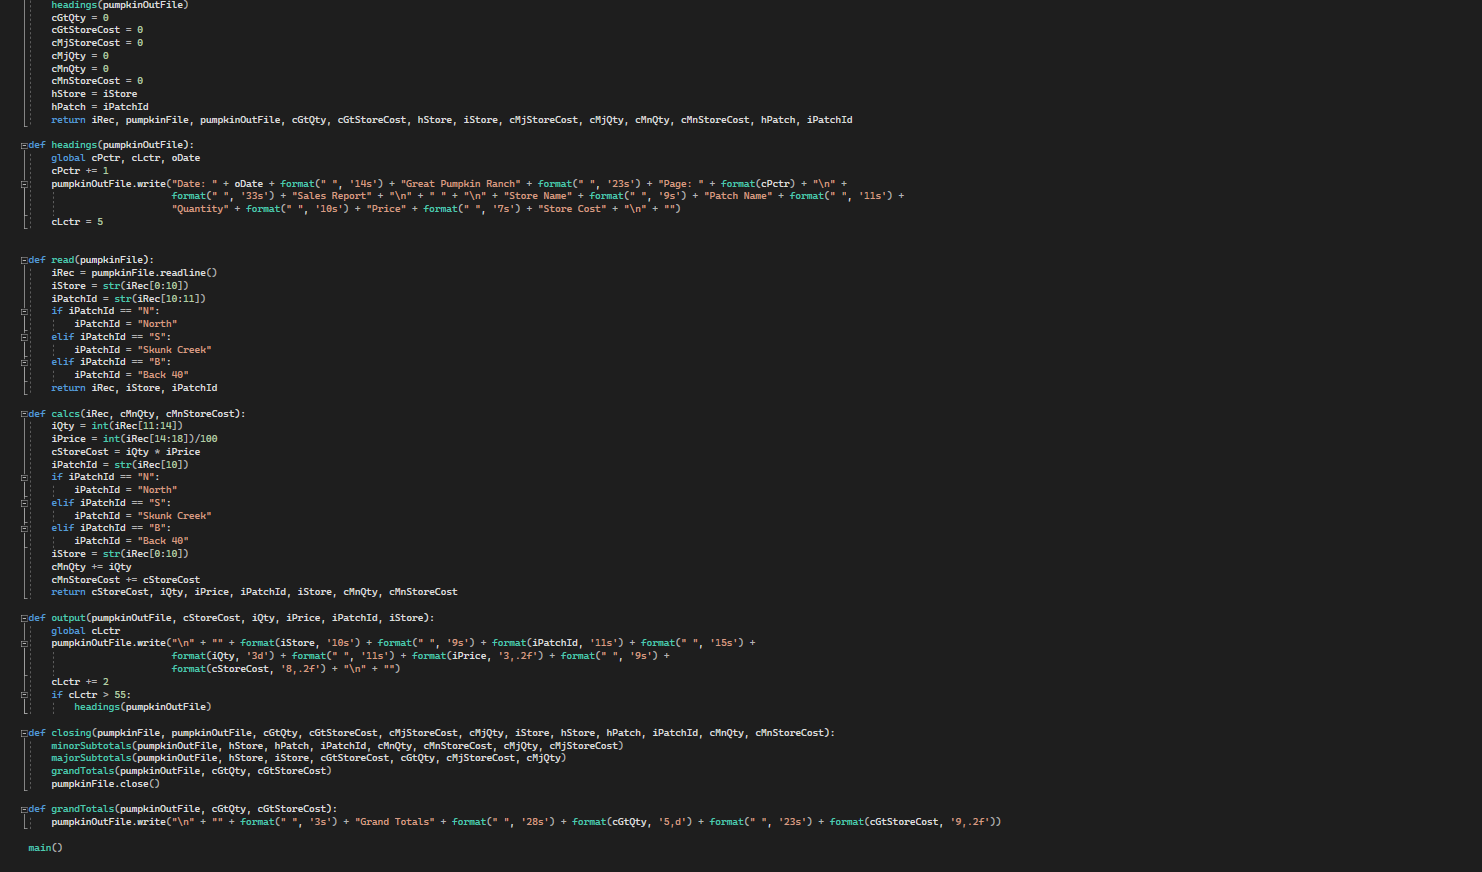 headings(pumpkinOutFile)
cGtQty = 0
cGtStoreCost = 0
cMjStoreCost = 0
cMjQty = 0
cMnQty = 0
cMnStoreCost = 0
hStore = iStore
hPatch = iPatchId
return iRec, pumpkinFile, pumpkinOutFile, cGtQty, cGtStoreCost, hStore, iStore, cMjStoreCost, cMjQty, cMnQty, cMnStoreCost, hPatch, iPatchId
def headings(pumpkinOutFile):
global cPctr, cLctr, oDate
cPctr += 1
pumpkinOutFile.write("Date: " + oDate + format(" ", '14s') + "Great Pumpkin Ranch" + format(" ", '23s') + "Page: " + format(cPctr) + "\n" +
format(" ", '33s') + "Sales Report" + "\n" + " " + "\n" + "Store Name" + format(" ", '9s') + "Patch Name" + format(" ", '11s') +
"Quantity" + format(" ", '10s') + "Price" + format(" ", '7s') + "Store Cost" + "\n" + "")
cLctr = 5
def read(pumpkinFile):
iRec = pumpkinFile.readline()
iStore = str(iRec[0:10])
iPatchId = str(iRec[10:11])
if iPatchId == "N":
iPatchId = "North"
elif iPatchId == "S":
iPatchId = "Skunk Creek"
elif iPatchId == "B":
iPatchId = "Back 40"
return iRec, iStore, iPatchId
def calcs(iRec, cMnQty, cMnStoreCost):
iQty = int(iRec[11:14])
iPrice = int(iRec[14:18])/100
cStoreCost = iQty * iPrice
iPatchId = str(iRec[10])
if iPatchId == "N":
iPatchId = "North"
elif iPatchId == "S":
iPatchId = "Skunk Creek"
elif iPatchId == "B":
iPatchId = "Back 40"
iStore = str(iRec[0:10])
cMnQty += iQty
cMnStoreCost += cStoreCost
return cStoreCost, iQty, iPrice, iPatchId, iStore, cMnQty, cMnStoreCost
def output(pumpkinOutFile, cStoreCost, iQty, iPrice, iPatchId, iStore):
global cLctr
pumpkinOutFile.write("\n" + "" + format(iStore, '10s') + format(" ", '9s') + format(iPatchId, '11s') + format(" ", '15s') +
format(iQty, '3d') + format(" ", '11s') + format(iPrice, '3,.2f') + format(" ", '9s') +
format(cStoreCost, '8,.2f') + "\n" + "")
cLctr += 2
if cLctr > 55:
headings(pumpkinOutFile)
def closing(pumpkinFile, pumpkinOutFile, cGtQty, cGtStoreCost, cMjStoreCost, cMjQty, iStore, hStore, hPatch, iPatchId, cMnQty, cMnStoreCost):
minorSubtotals(pumpkinOutFile, hStore, hPatch, iPatchId, cMnQty, cMnStoreCost, cMjQty, cMjStoreCost)
majorSubtotals(pumpkinOutFile, hStore, iStore, cGtStoreCost, cGtQty, cMjStoreCost, cMjQty)
grandTotals(pumpkinOutFile, cGtQty, cGtStoreCost)
pumpkinFile.close()
def grandTotals(pumpkinOutFile, cGtQty, cGtStoreCost):
pumpkinOutFile.write("\n" + "" + format(" ", '3s') + "Grand Totals" + format(" ", '28s') + format(cGtQty, '5,d') + format(" ", '23s') + format(cGtStoreCost, '9,.2f'))
main()